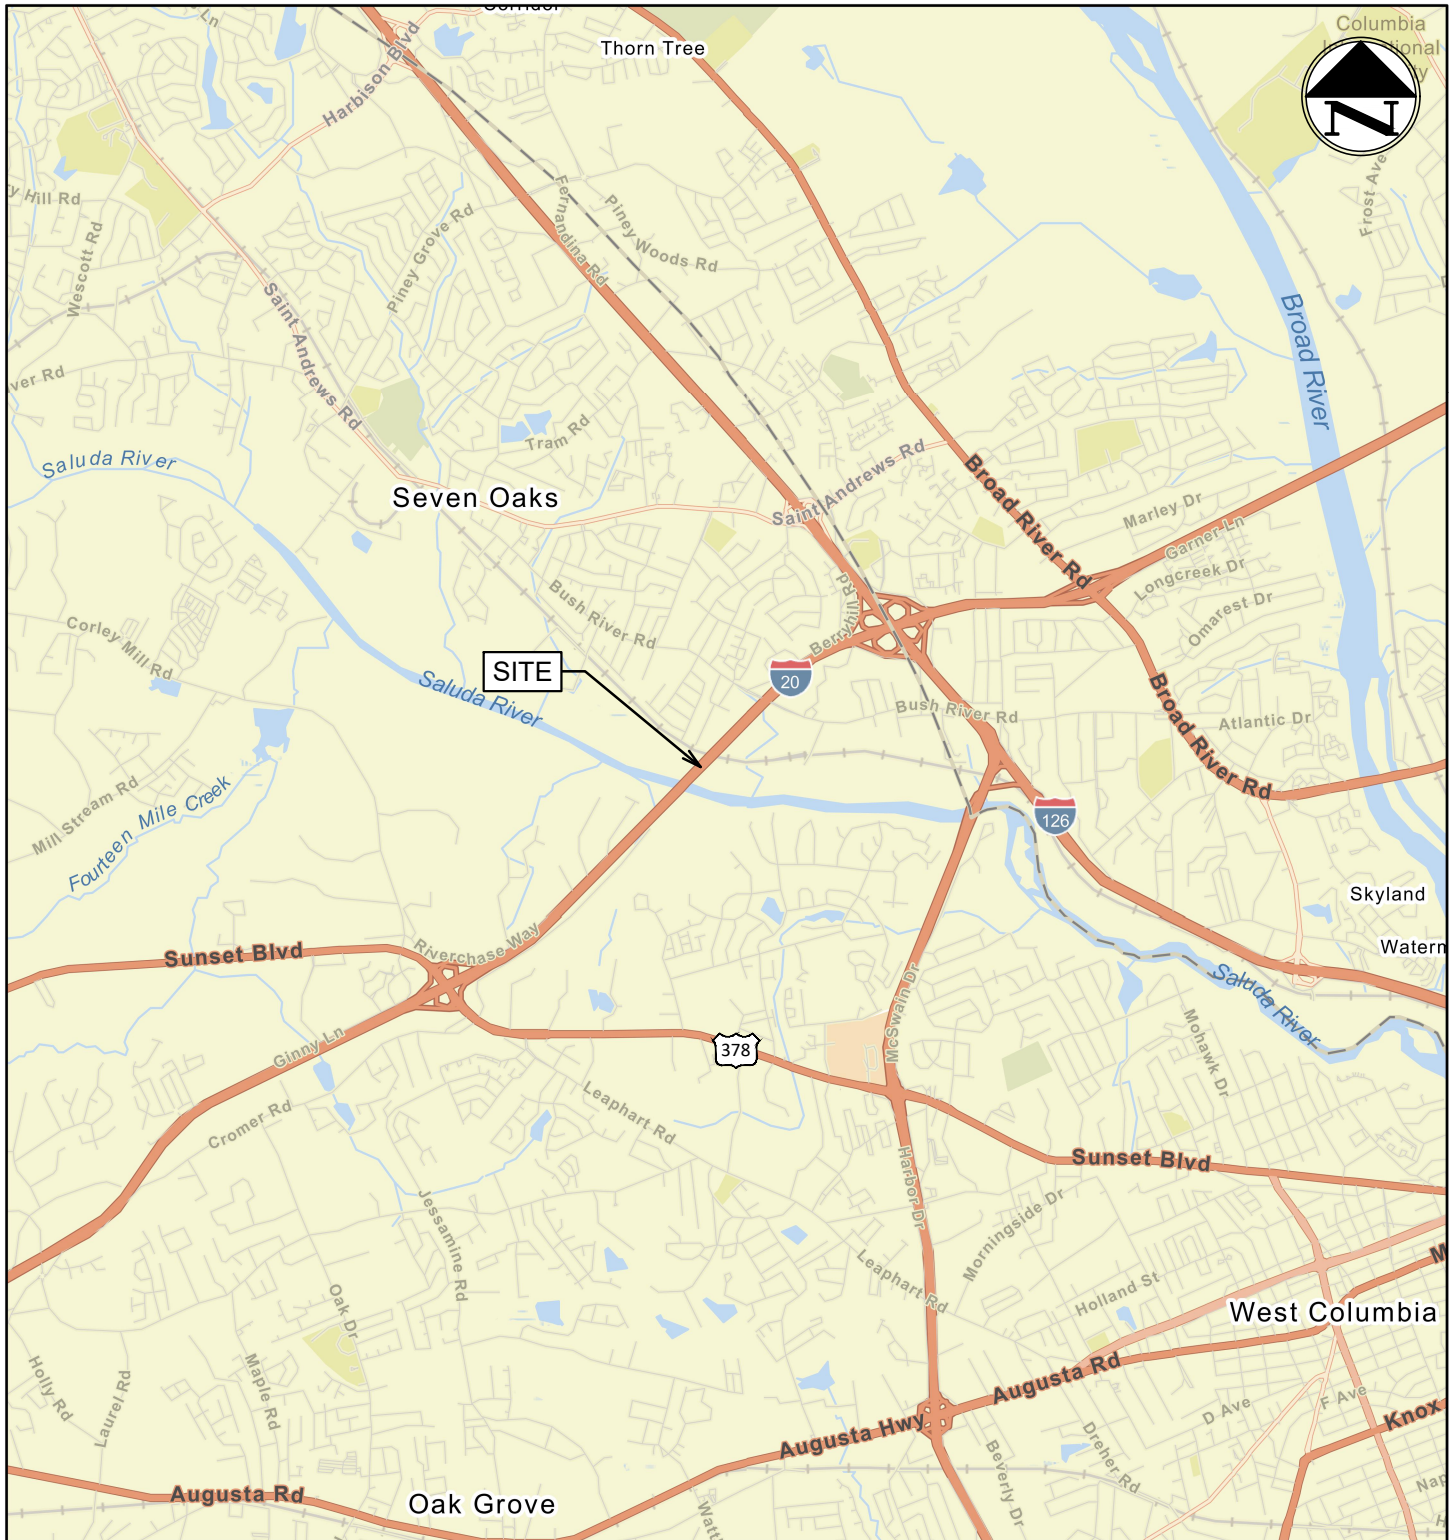 Corridor
Thorn Tree
Columbia
Harbison Blvd
N
Hill Rd
Wescott Rd
Piney Grove Rd
Fernandina Rd
Piney Woods Rd
Frost Ave
Saint Andrews Rd
Broad River
Tram Rd
Saluda River
Seven Oaks
Saint Andrews Rd
Broad River Rd
Marley Dr
Garner Ln
Longcreek Dr
Omarest Dr
Bush River Rd
Berryhill Rd
Corley Mill Rd
SITE
20
Saluda River
Bush River Rd
Broad River Rd
Atlantic Dr
Mill Stream Rd
Fourteen Mile Creek
126
Skyland
Sunset Blvd
Riverchase Way
Saluda River
McSwain Dr
Mohawk Dr
Ginny Ln
378
Cromer Rd
Leaphart Rd
Sunset Blvd
Harbor Dr
Jessamine Rd
Morningside Dr
Leaphart Rd
Holland St
West Columbia
Oak Dr
Holly Rd
Laurel Rd
Maple Rd
Augusta Rd
Augusta Hwy
D Ave
F Ave
Knox
Dreher Rd
Beverly Dr
Augusta Rd
Oak Grove